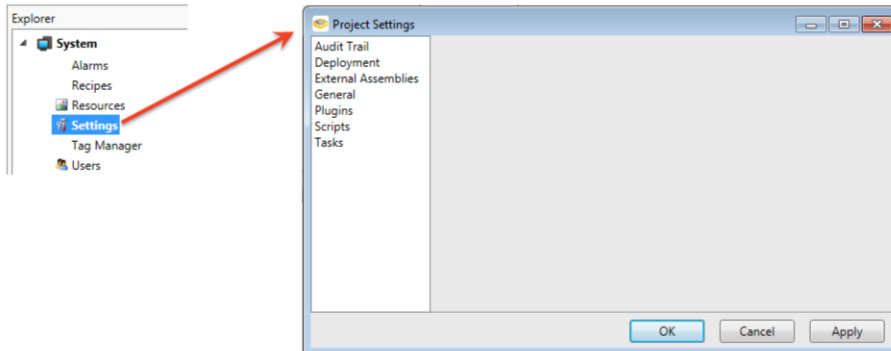 Explorer
System
Alarms
Recipes
Resources
Settings
Tag Manager
Users
Project Settings
Audit Trail
Deployment
External Assemblies
General
Plugins
Scripts
Tasks
OK Cancel Apply